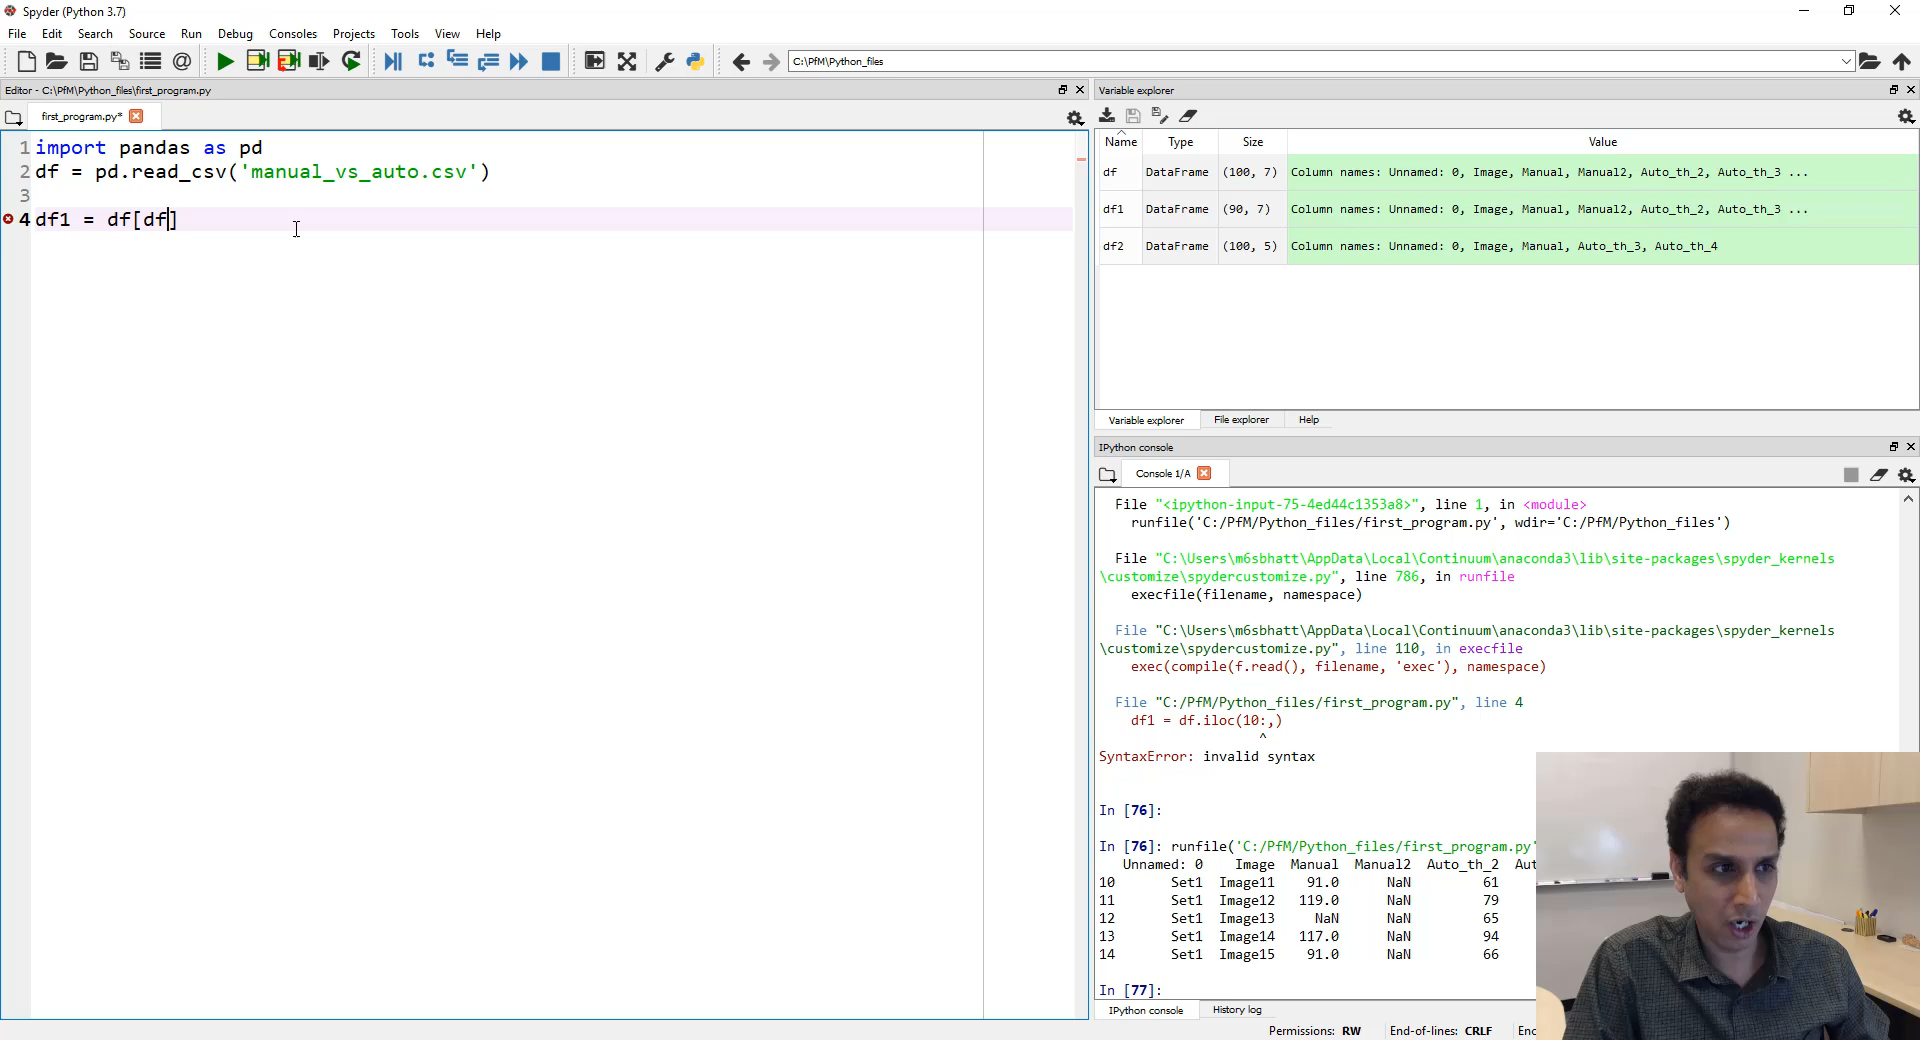 Spyder (Python 3.7)
File Edit Search Source Run Debug Consoles Projects Tools View Help
C:\PfM\Python_files
Editor - C:\PfM\Python_files\first_program.py
first_program.py*
1 import pandas as pd
2 df = pd.read_csv('manual_vs_auto.csv')
3
4 df1 = df[df]
Variable explorer
Name Type Size Value
df DataFrame (100, 7) Column names: Unnamed: 0, Image, Manual, Manual2, Auto_th_2, Auto_th_3 ...
df1 DataFrame (90, 7) Column names: Unnamed: 0, Image, Manual, Manual2, Auto_th_2, Auto_th_3 ...
df2 DataFrame (100, 5) Column names: Unnamed: 0, Image, Manual, Auto_th_3, Auto_th_4
Variable explorer File explorer Help
IPython console
Console 1/A
File "<ipython-input-75-4ed44c1353a8>", line 1, in <module>
runfile('C:/PfM/Python_files/first_program.py', wdir='C:/PfM/Python_files')
File "C:\Users\m6sbhatt\AppData\Local\Continuum\anaconda3\lib\site-packages\spyder_kernels
\customize\spydercustomize.py", line 786, in runfile
execfile(filename, namespace)
File "C:\Users\m6sbhatt\AppData\Local\Continuum\anaconda3\lib\site-packages\spyder_kernels
\customize\spydercustomize.py", line 110, in execfile
exec(compile(f.read(), filename, 'exec'), namespace)
File "C:/PfM/Python_files/first_program.py", line 4
df1 = df.iloc(10:,)
^
SyntaxError: invalid syntax
In [76]:
In [76]: runfile('C:/PfM/Python_files/first_program.py'
Unnamed: 0 Image Manual Manual2 Auto_th_2 Aut
10 Set1 Image11 91.0 NaN 61
11 Set1 Image12 119.0 NaN 79
12 Set1 Image13 NaN NaN 65
13 Set1 Image14 117.0 NaN 94
14 Set1 Image15 91.0 NaN 66
In [77]:
IPython console History log
Permissions: RW End-of-lines: CRLF Enc